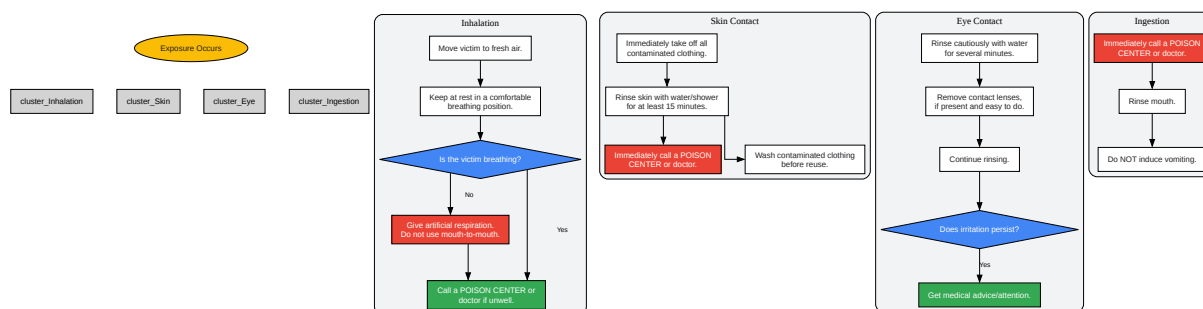 Exposure Occurs
cluster_Inhalation
cluster_Skin
cluster_Eye
cluster_Ingestion
Inhalation
Move victim to fresh air.
Keep at rest in a comfortable
breathing position.
Is the victim breathing?
No
Give artificial respiration.
Do not use mouth-to-mouth.
Yes
Call a POISON CENTER or
doctor if unwell.
Skin Contact
Immediately take off all
contaminated clothing.
Rinse skin with water/shower
for at least 15 minutes.
Immediately call a POISON
CENTER or doctor.
Wash contaminated clothing
before reuse.
Eye Contact
Rinse cautiously with water
for several minutes.
Remove contact lenses,
if present and easy to do.
Continue rinsing.
Does irritation persist?
Yes
Get medical advice/attention.
Ingestion
Immediately call a POISON
CENTER or doctor.
Rinse mouth.
Do NOT induce vomiting.